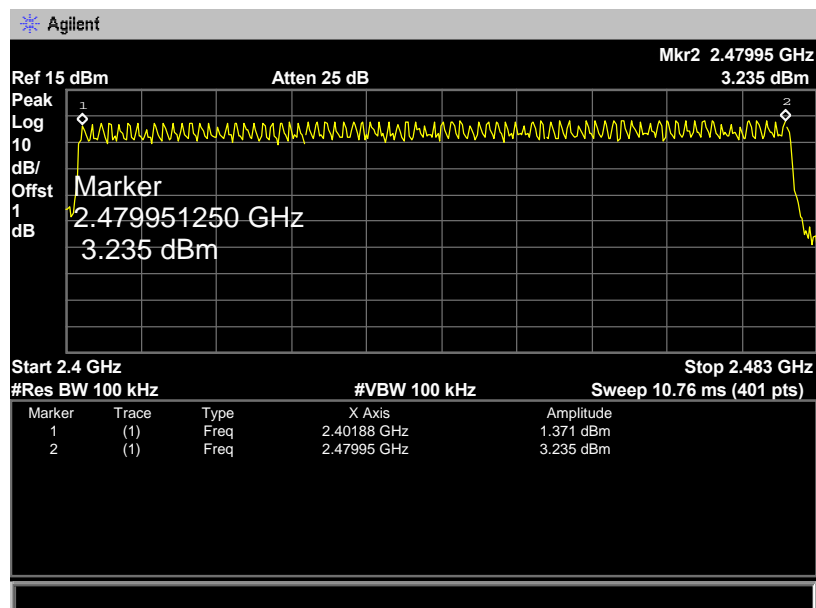 Agilent
Mkr2 2.47995 GHz
Ref 15 dBm Atten 25 dB 3.235 dBm
Peak
Log
10
dB/
Offst
1
dB
1
2
Marker
2.479951250 GHz
3.235 dBm
Start 2.4 GHz Stop 2.483 GHz
#Res BW 100 kHz #VBW 100 kHz Sweep 10.76 ms (401 pts)
Marker Trace Type X Axis Amplitude
1 (1) Freq 2.40188 GHz 1.371 dBm
2 (1) Freq 2.47995 GHz 3.235 dBm